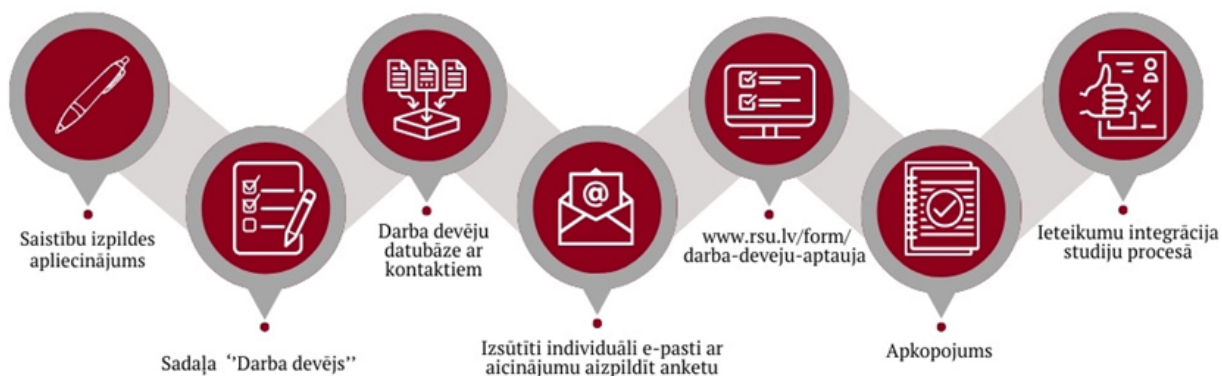 Saistību izpildes
apliecinājums
Sadaļa ‘’Darba devējs’’
Darba devēju
datubāze ar
kontaktiem
@
Izsūtīti individuāli e-pasti ar
aicinājumu aizpildīt anketu
www.rsu.lv/form/
darba-deveju-aptauja
Apkopojums
DO
Ieteikumu integrācija
studiju procesā